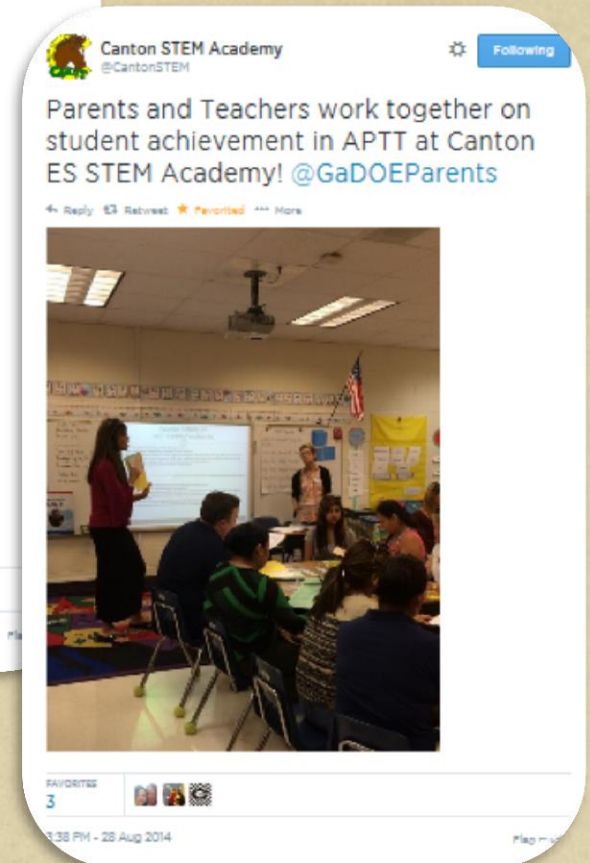 Canton STEM Academy
@CantonSTEM
Following
Parents and Teachers work together on
student achievement in APTT at Canton
ES STEM Academy! @GaDOEParents
Reply Retweet Favorited More
FAVORITES
3
3:38 PM - 28 Aug 2014
Flag